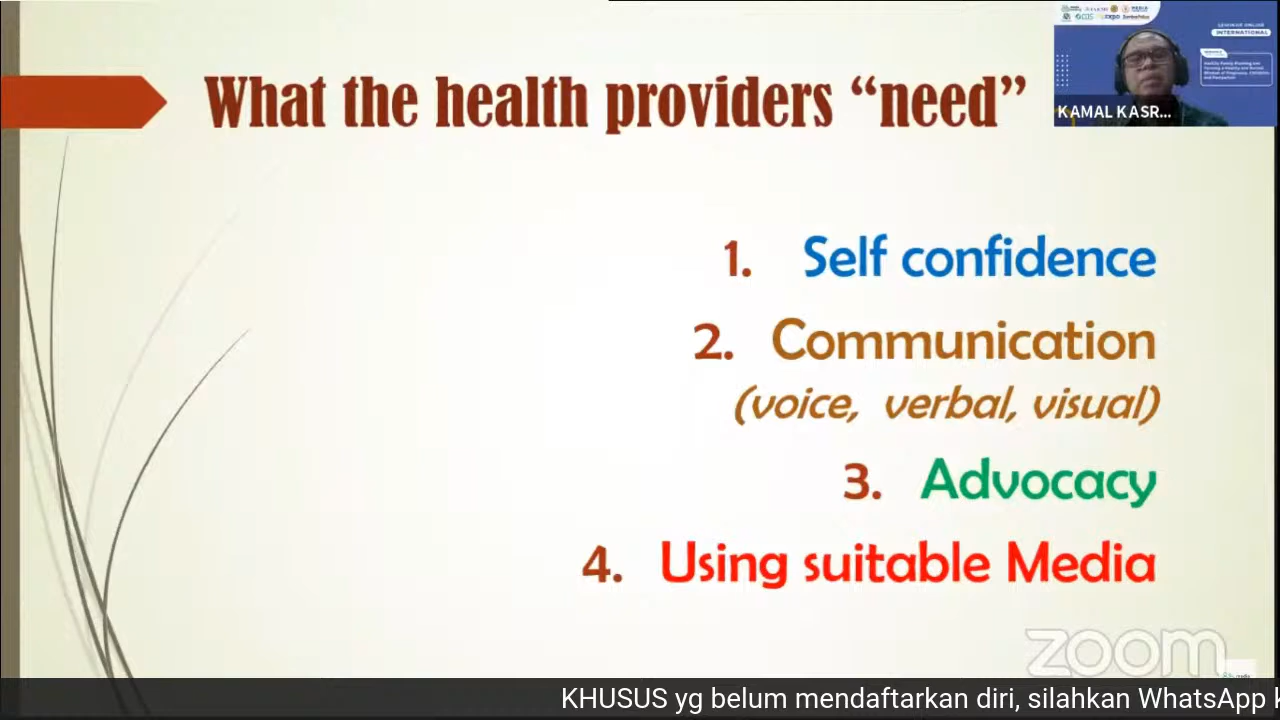 What the health providers “need”
1. Self confidence
2. Communication
(voice, verbal, visual)
3. Advocacy
4. Using suitable Media
INTERNATIONAL
KAMAL KASR...
zoom
KHUSUS yg belum mendaftarkan diri, silahkan WhatsApp